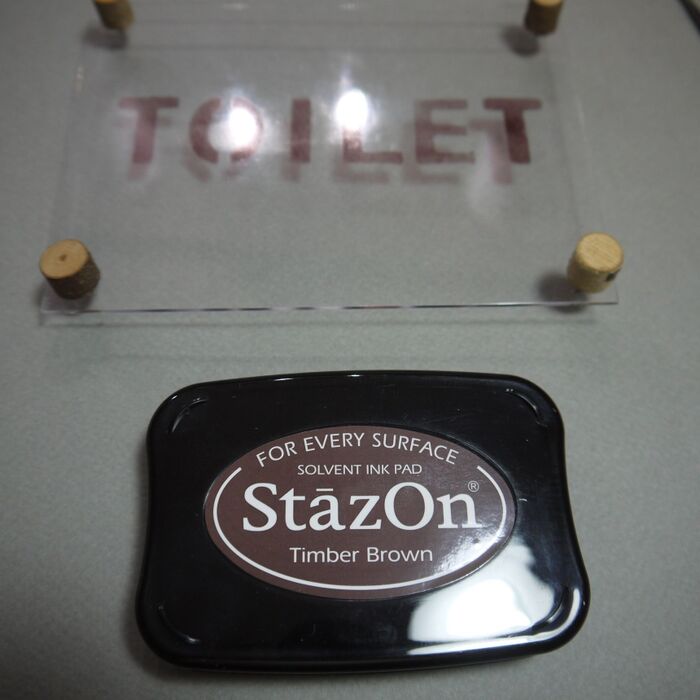 TOILET
FOR EVERY SURFACE
SOLVENT INK PAD
StāzOn®
Timber Brown